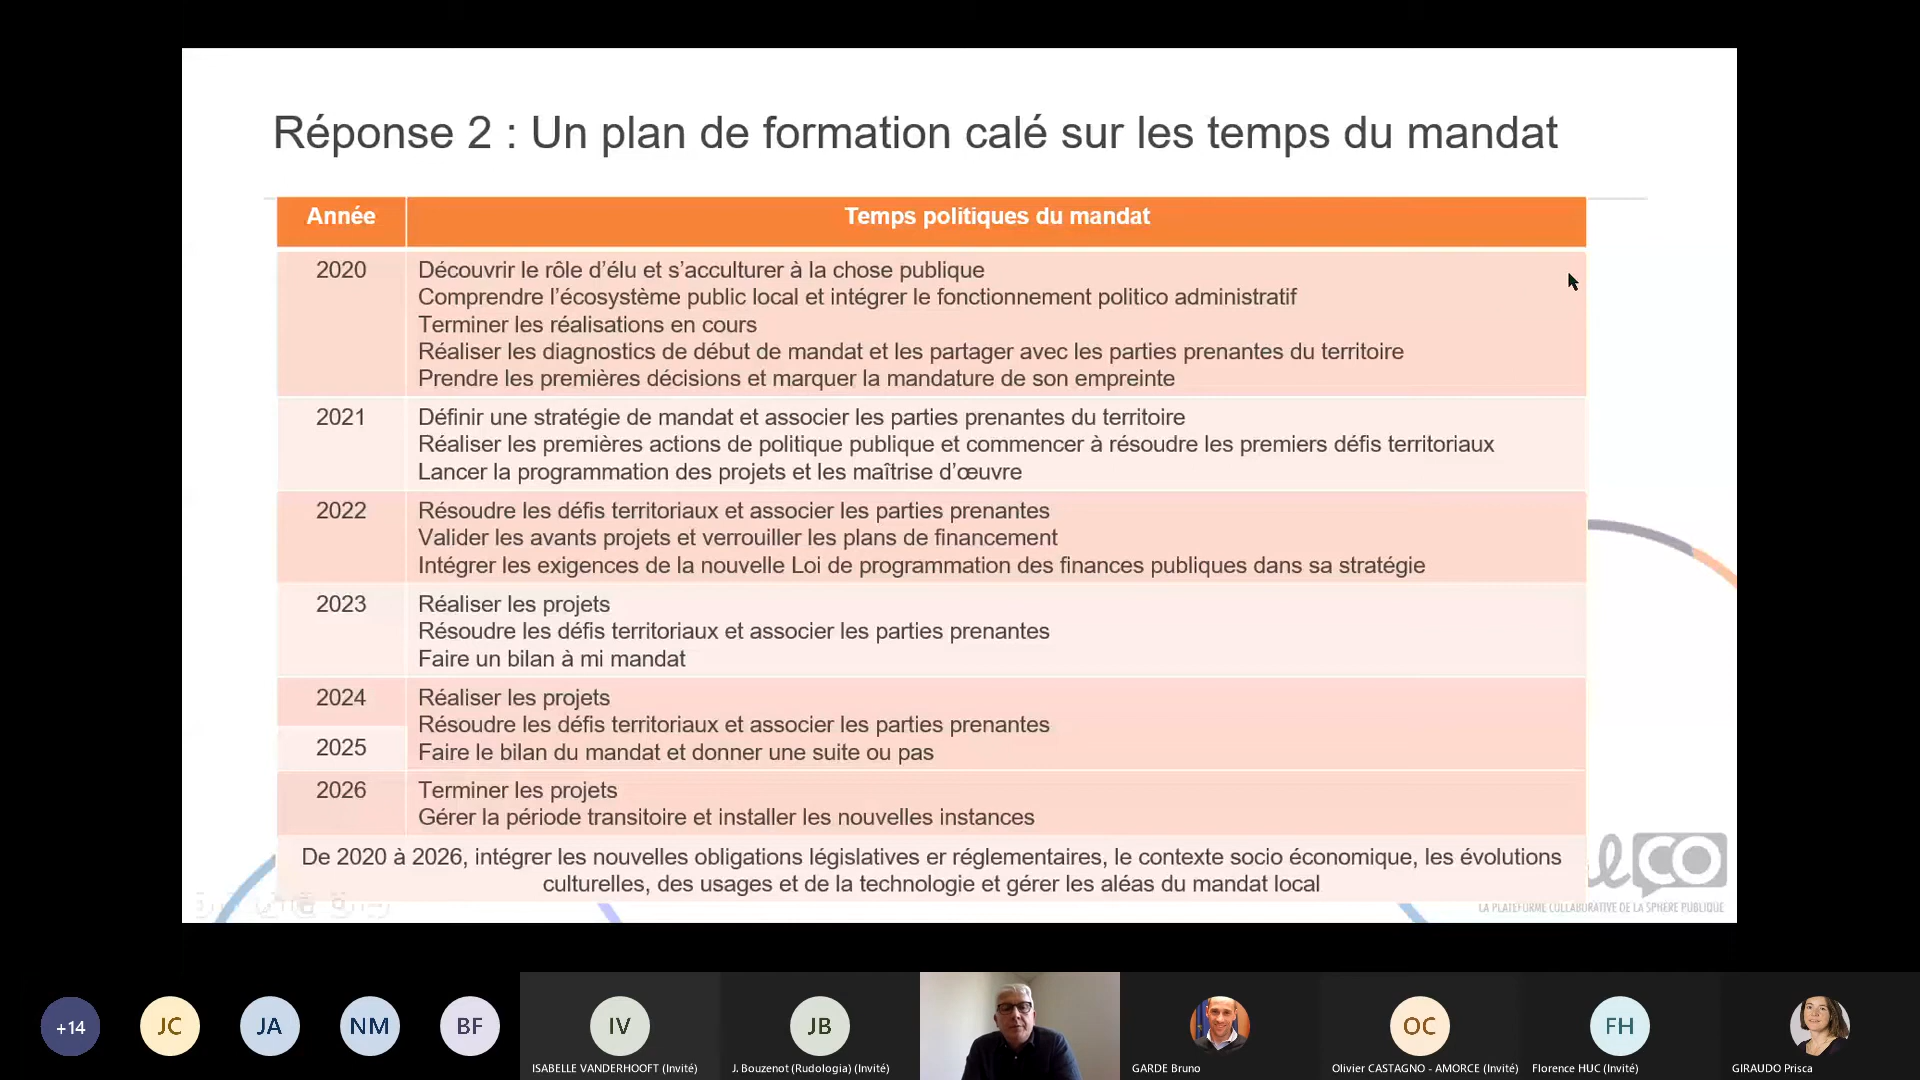 Réponse 2 : Un plan de formation calé sur les temps du mandat
Année
Temps politiques du mandat
2020
Découvrir le rôle d’élu et s’acculturer à la chose publique
Comprendre l’écosystème public local et intégrer le fonctionnement politico administratif
Terminer les réalisations en cours
Réaliser les diagnostics de début de mandat et les partager avec les parties prenantes du territoire
Prendre les premières décisions et marquer la mandature de son empreinte
2021
Définir une stratégie de mandat et associer les parties prenantes du territoire
Réaliser les premières actions de politique publique et commencer à résoudre les premiers défis territoriaux
Lancer la programmation des projets et les maîtrise d’œuvre
2022
Résoudre les défis territoriaux et associer les parties prenantes
Valider les avants projets et verrouiller les plans de financement
Intégrer les exigences de la nouvelle Loi de programmation des finances publiques dans sa stratégie
2023
Réaliser les projets
Résoudre les défis territoriaux et associer les parties prenantes
Faire un bilan à mi mandat
2024
Réaliser les projets
Résoudre les défis territoriaux et associer les parties prenantes
2025
Faire le bilan du mandat et donner une suite ou pas
2026
Terminer les projets
Gérer la période transitoire et installer les nouvelles instances
De 2020 à 2026, intégrer les nouvelles obligations législatives er réglementaires, le contexte socio économique, les évolutions
culturelles, des usages et de la technologie et gérer les aléas du mandat local
CO
LA PLATEFORME COLLABORATIVE DE LA SPHÈRE PUBLIQUE
+14
JC
JA
NM
BF
IV
JB
OC
FH
ISABELLE VANDERHOOFT (Invité)
J. Bouzenot (Rudologia) (Invité)
GARDE Bruno
Olivier CASTAGNO - AMORCE (Invité)
Florence HUC (Invité)
GIRAUDO Prisca